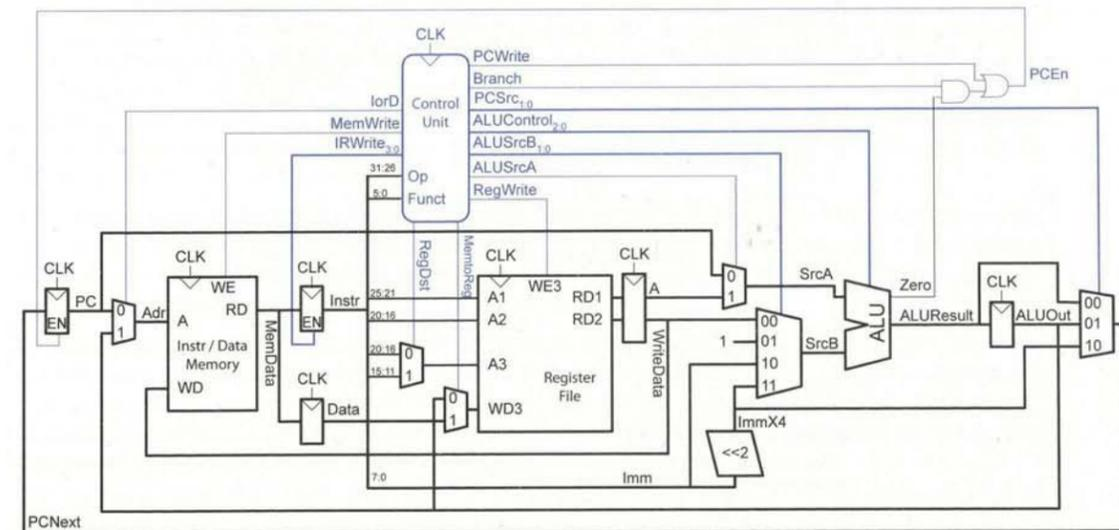 CLK
PCWrite
Branch
PCEn
IorD
Control
Unit
PCSrc1:0
MemWrite
ALUControl2:0
IRWrite3:0
ALUSrcB1:0
31:26
Op
ALUSrcA
5:0
Funct
RegWrite
RegDst
MemtoReg
CLK
PC
EN
0
1
Adr
CLK
WE
RD
A
Instr / Data
Memory
WD
MemData
CLK
Instr
EN
CLK
Data
25:21
20:16
20:16
15:11
0
1
0
1
CLK
WE3
A1
RD1
A2
RD2
A3
Register
File
WD3
CLK
A
WriteData
0
1
SrcA
00
01
10
11
1
SrcB
ALU
Zero
ALUResult
CLK
ALUOut
00
01
10
ImmX4
<<2
7:0
Imm
PCNext